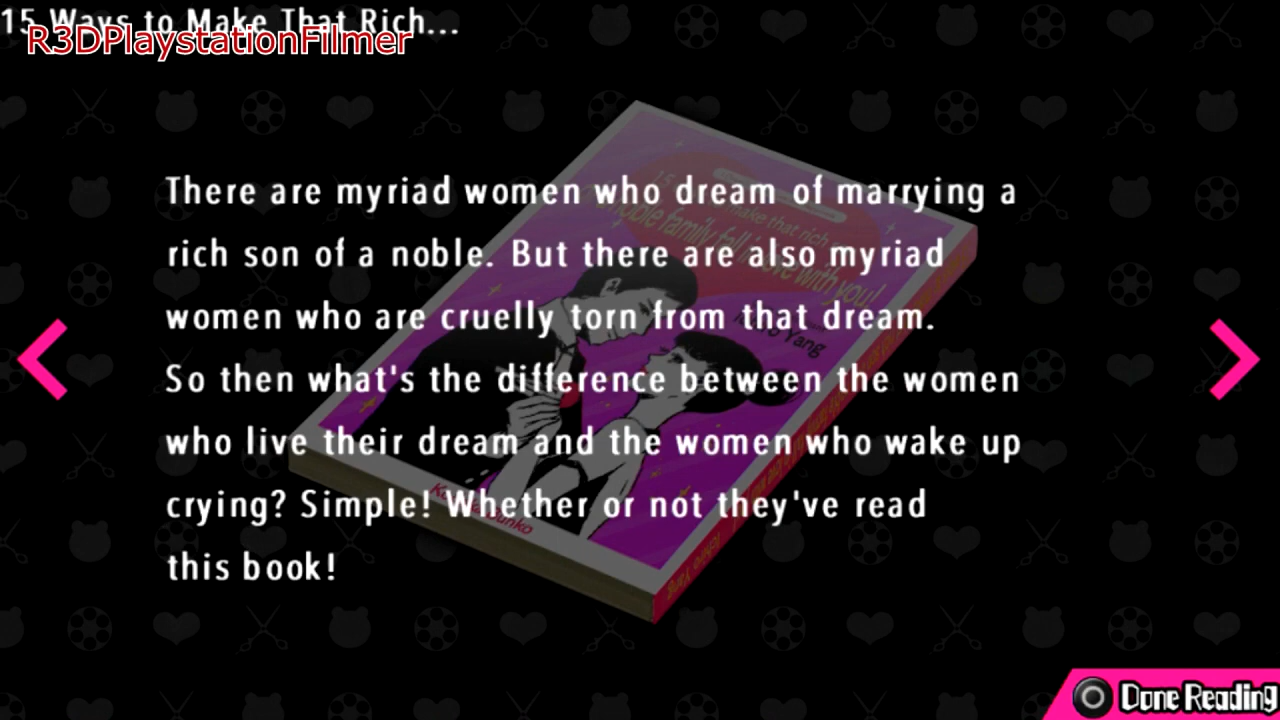 15 Ways to Make That Rich...
R3DPlaystationFilmer
There are myriad women who dream of marrying a
rich son of a noble. But there are also myriad
women who are cruelly torn from that dream.
So then what's the difference between the women
who live their dream and the women who wake up
crying? Simple! Whether or not they've read
this book!
Done Reading